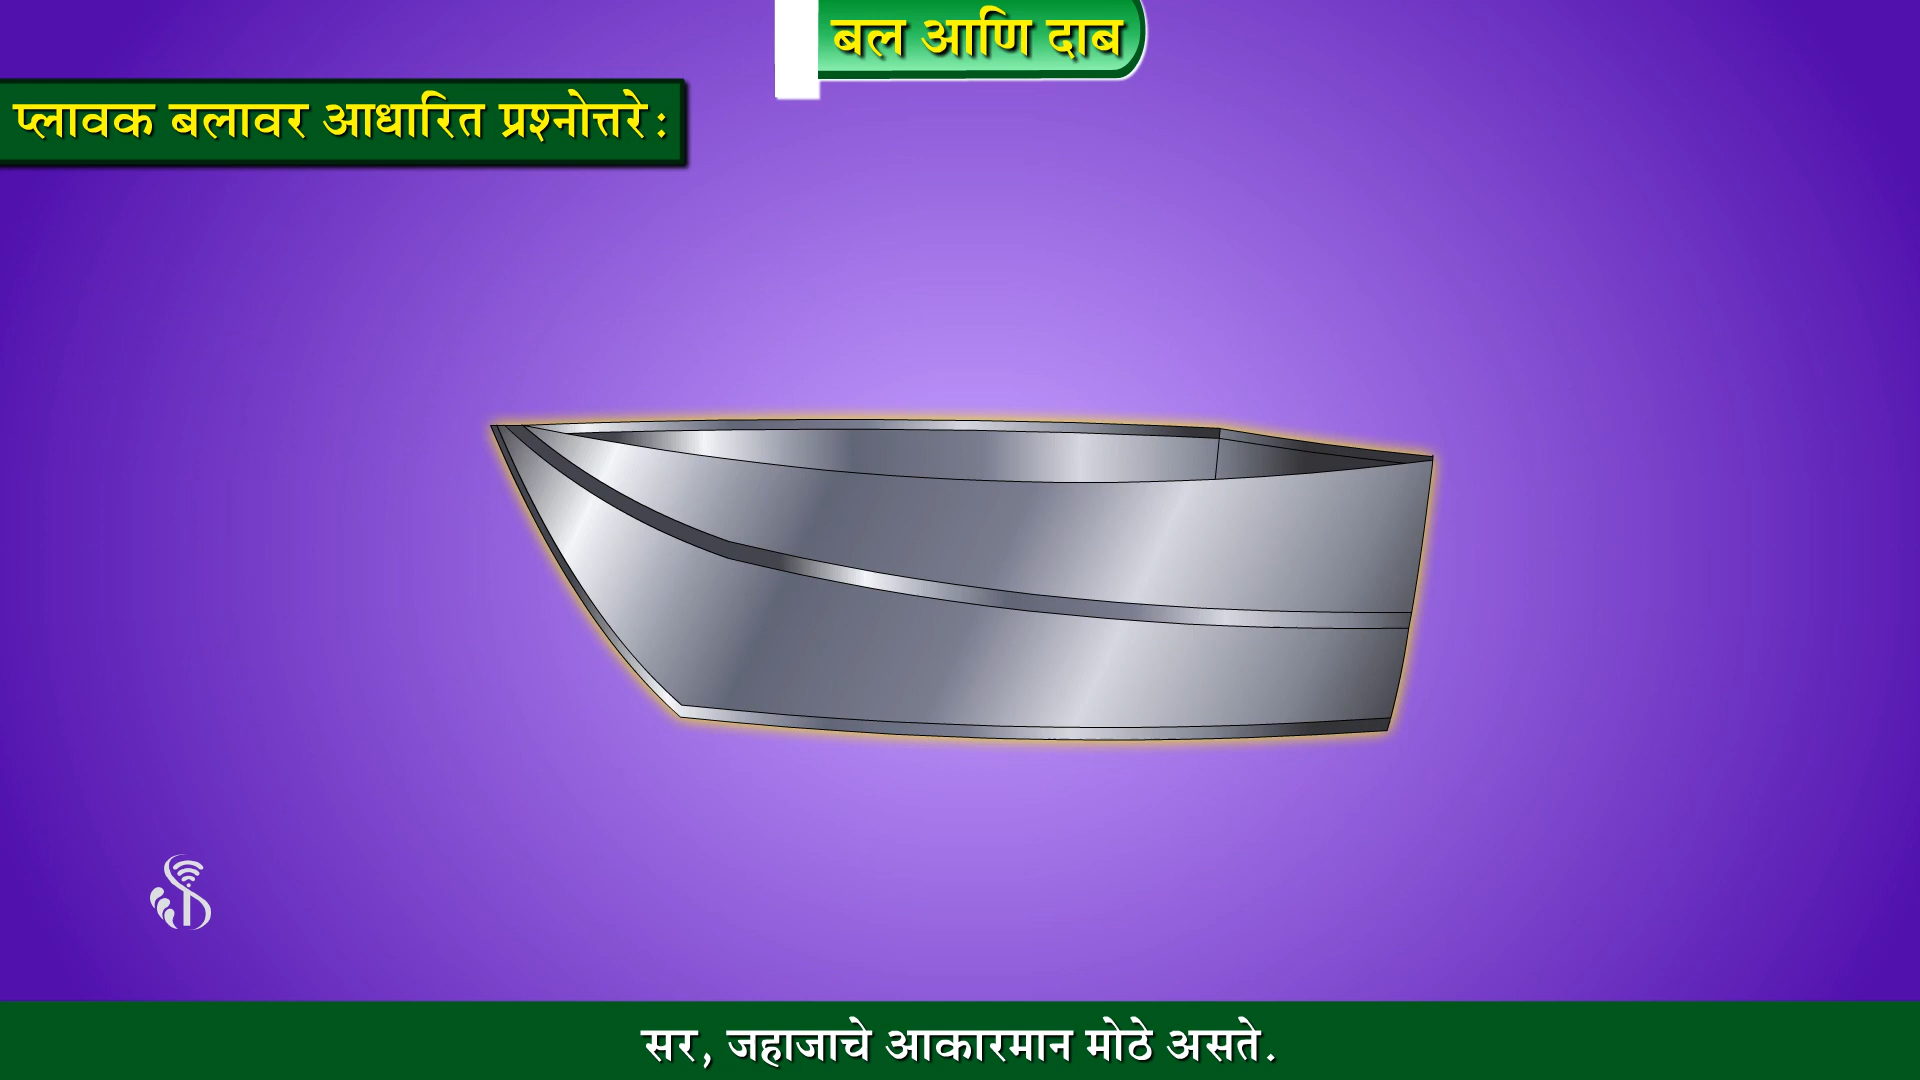 बल आणि दाब
प्लावक बलावर आधारित प्रश्नोत्तरे:
सर, जहाजाचे आकारमान मोठे असते.